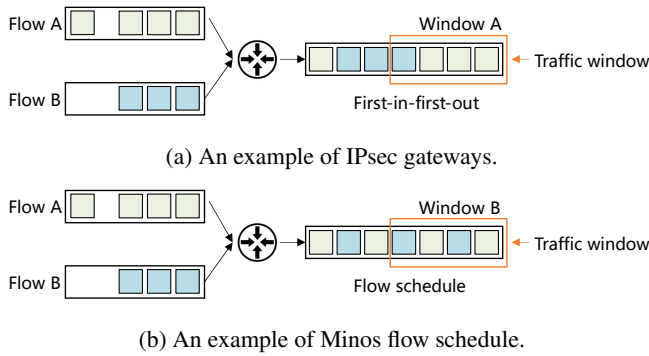 Flow A
Window A
Traffic window
Flow B
First-in-first-out
(a) An example of IPsec gateways.
Flow A
Window B
Traffic window
Flow B
Flow schedule
(b) An example of Minos flow schedule.